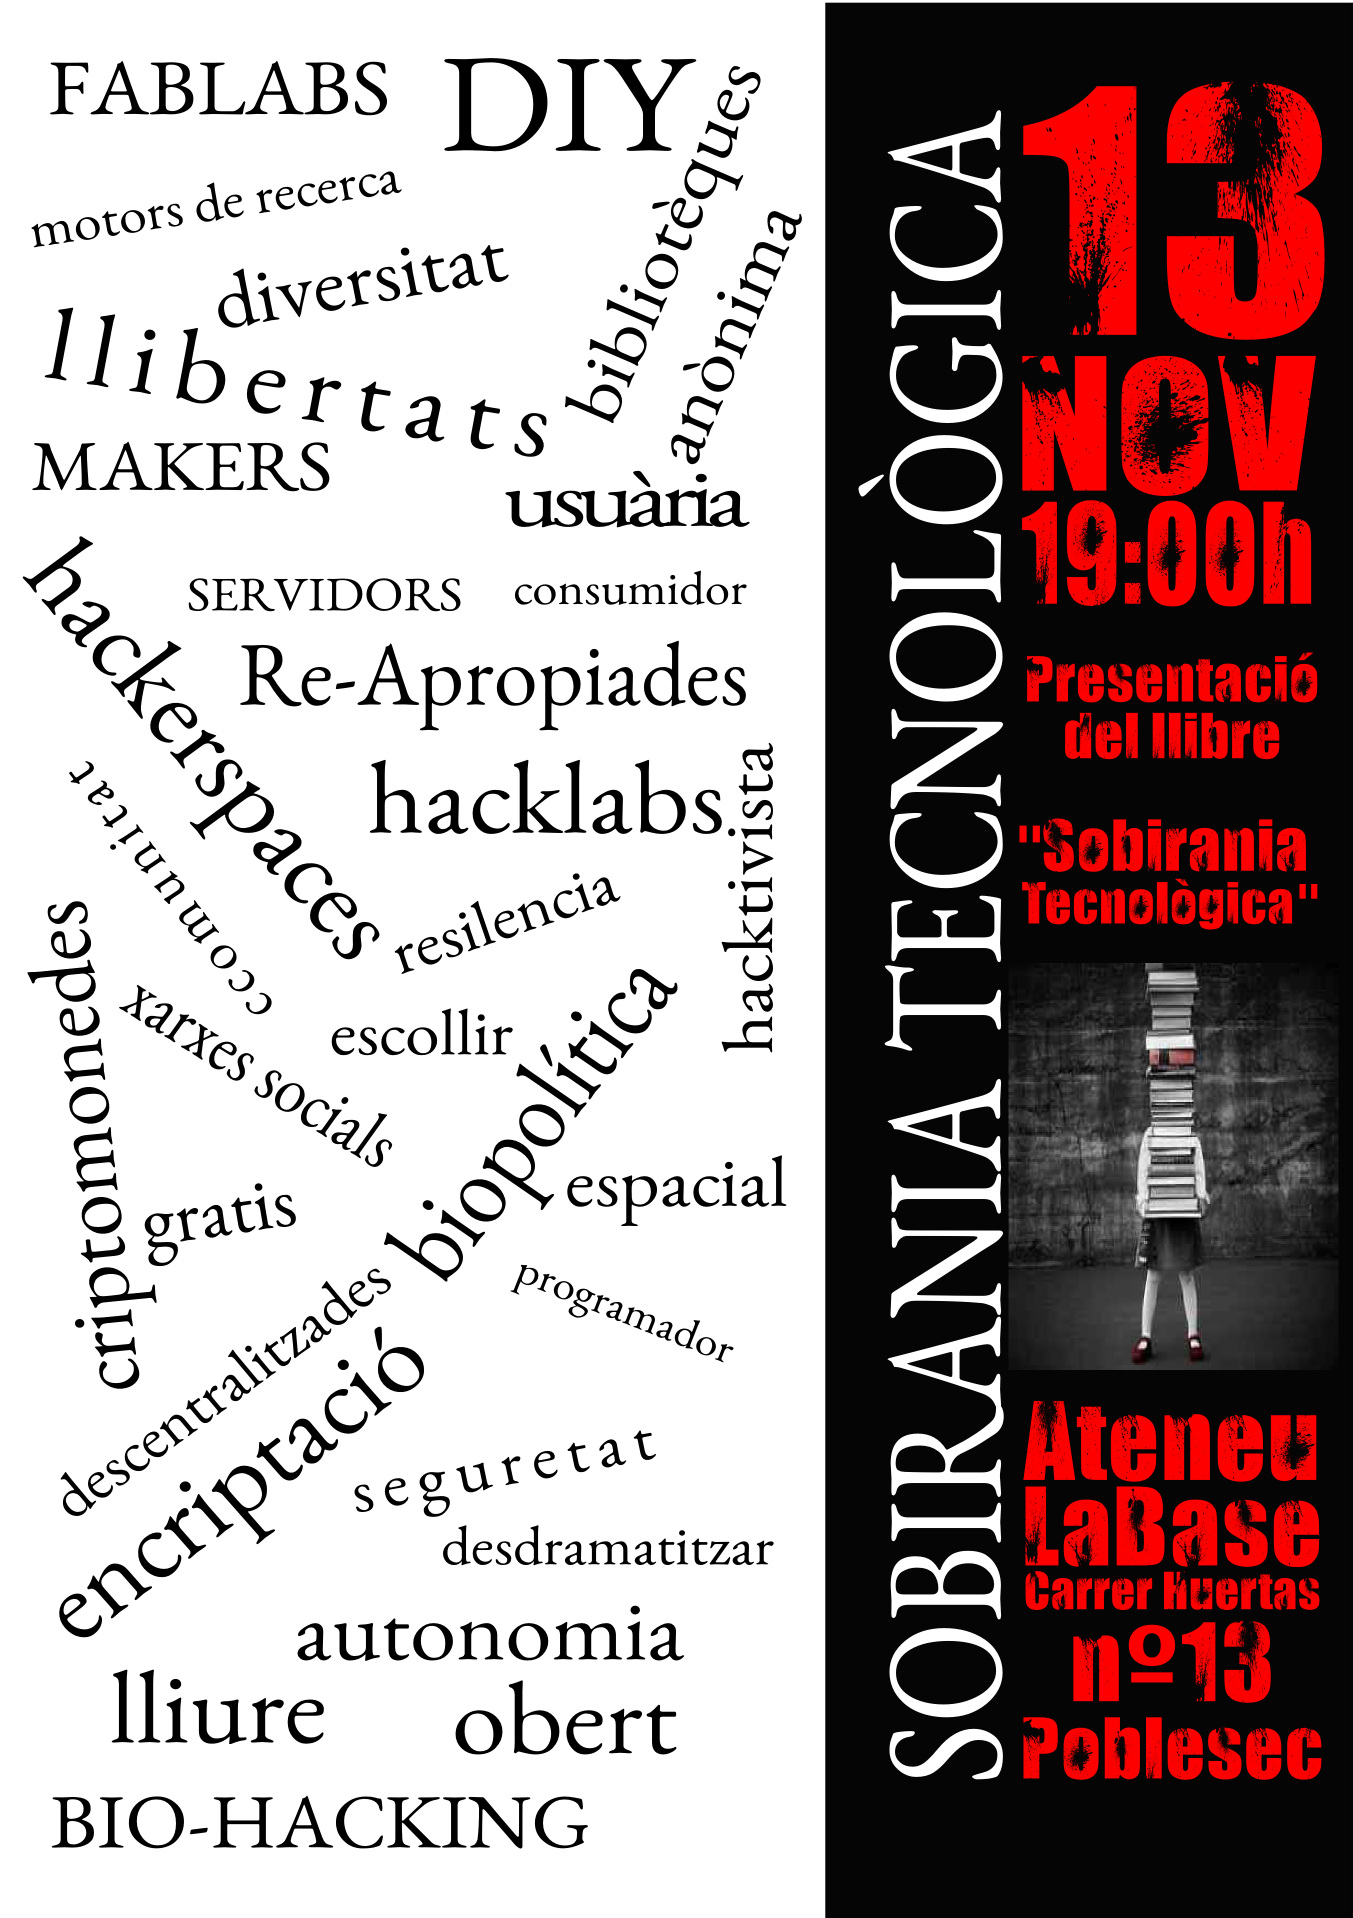 FABLABS
DIY
bibliotèques
motors de recerca
diversitat
anònima
llibertats
MAKERS
usuària
hackerspaces
SERVIDORS
consumidor
Re-Apropiades
ccomunitat
hacklabs
hacktivista
resilencia
criptomonedes
xarxes socials
escollir
biopolítica
espacial
gratis
programador
descentralitzades
encriptació
seguretat
desdramatitzar
autonomia
lliure
obert
BIO-HACKING
SOBIRANIA TECNOLÒGICA
13
NOV
19:00h
Presentació
del llibre
"Sobirania
Tecnològica"
Ateneu
LaBase
Carrer Huertas
nº13
Poblesec